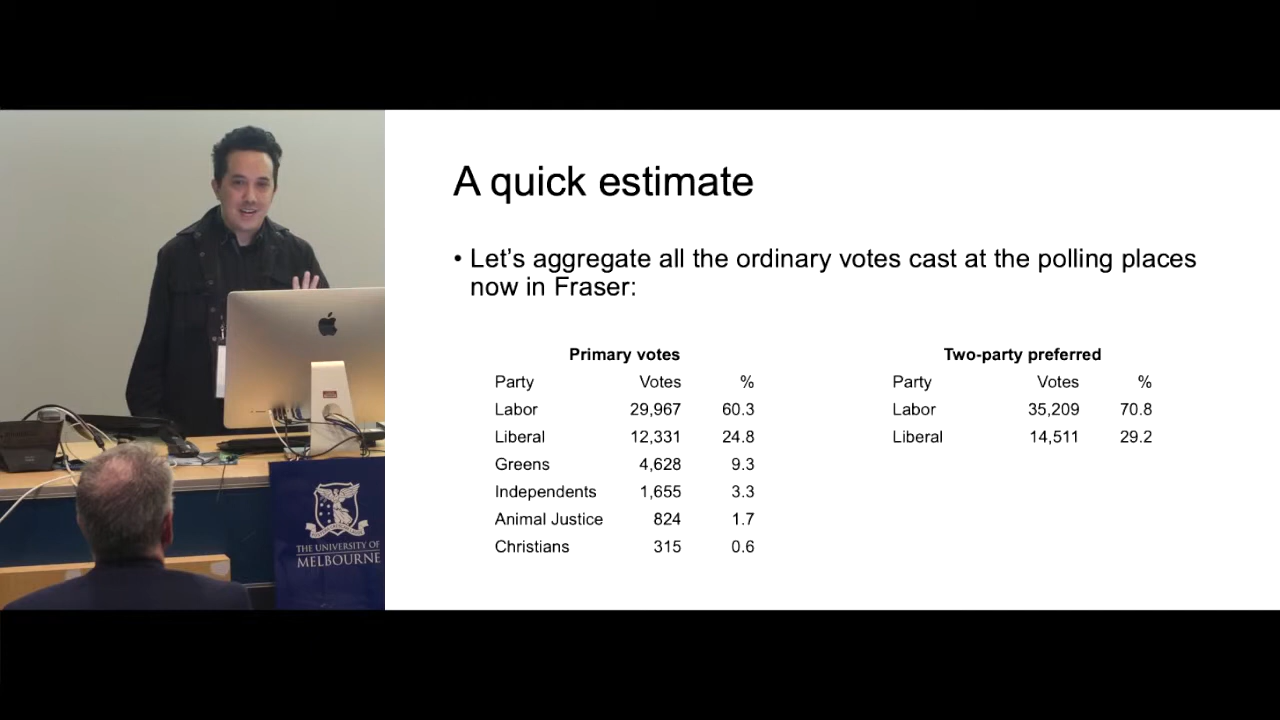 A quick estimate
• Let's aggregate all the ordinary votes cast at the polling places
now in Fraser:
Primary votes
Party Votes %
Labor 29,967 60.3
Liberal 12,331 24.8
Greens 4,628 9.3
Independents 1,655 3.3
Animal Justice 824 1.7
Christians 315 0.6
Two-party preferred
Party Votes %
Labor 35,209 70.8
Liberal 14,511 29.2
THE UNIVERSITY OF
MELBOURNE